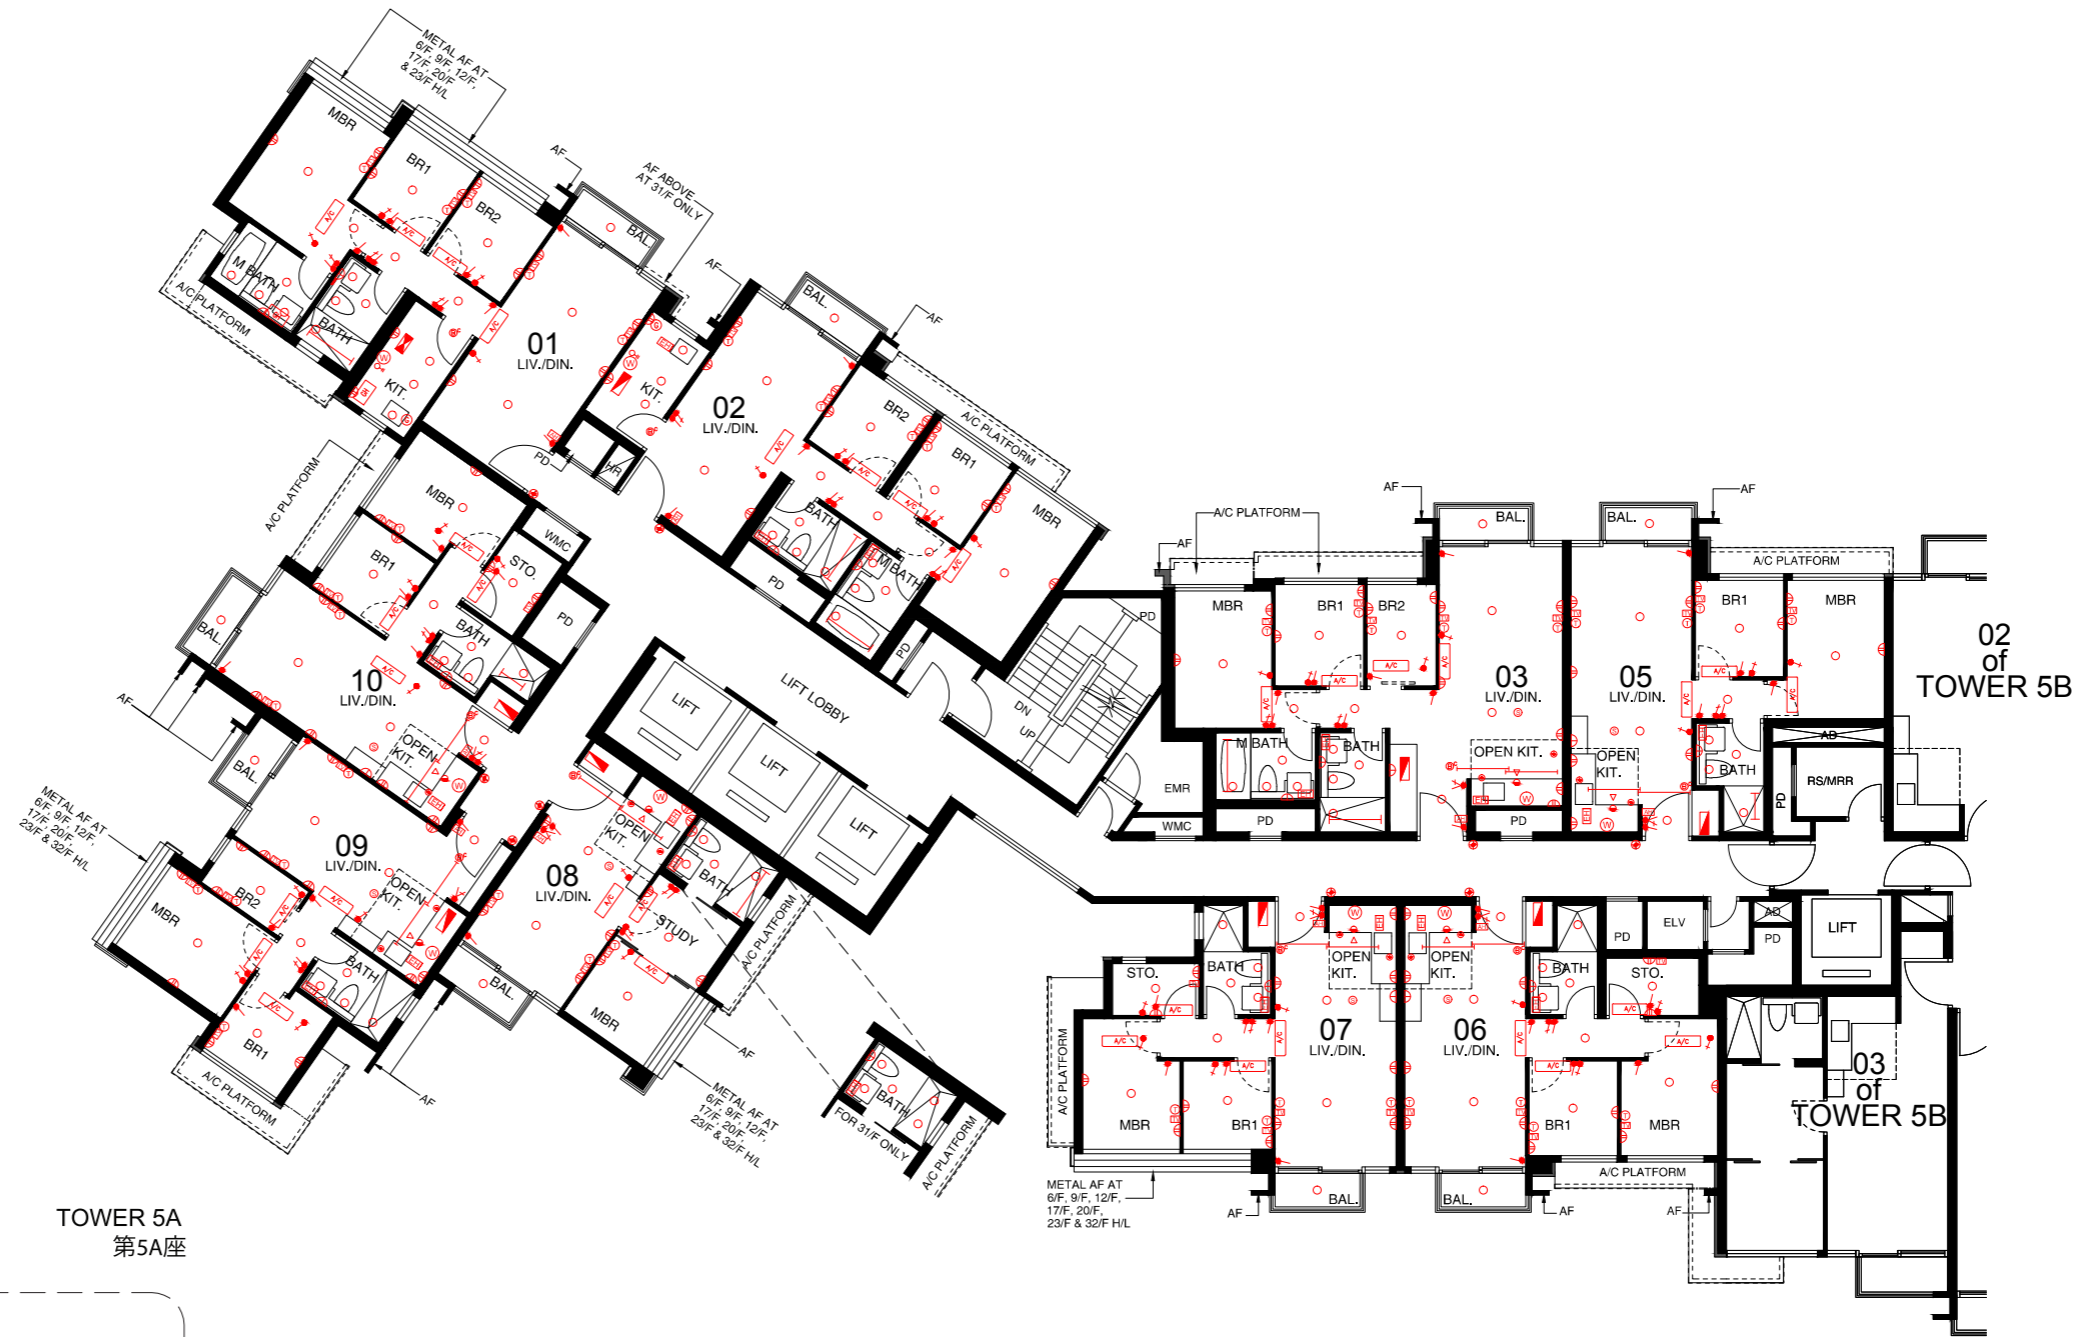 METAL AF AT
6/F, 9/F, 12/F,
17/F, 20/F
& 23/F H/L
MBR
BR1
BR2
AF
AF ABOVE
AT 31/F ONLY
BAL.
M BATH
A/C PLATFORM
BATH
KIT.
01
LIV./DIN.
PD
HR
AF
BAL.
AF
KIT.
02
LIV./DIN.
BR2
BR1
A/C PLATFORM
MBR
BATH
M BATH
PD
PD
A/C PLATFORM
MBR
BR1
WMC
STO.
PD
BATH
BAL.
AF
10
LIV./DIN.
OPEN
KIT.
LIFT
LIFT
LIFT
LIFT LOBBY
PD
DN
UP
BAL.
METAL AF AT
6/F, 9/F, 12/F,
17/F, 20/F,
23/F & 32/F H/L
09
LIV./DIN.
OPEN
KIT.
MBR
BR2
BR1
BATH
A/C PLATFORM
AF
08
LIV./DIN.
OPEN
KIT.
BATH
STUDY
A/C PLATFORM
BAL.
MBR
AF
METAL AF AT
6/F, 9/F, 12/F,
17/F, 20/F,
23/F & 32/F H/L
BATH
FOR 31/F ONLY
A/C PLATFORM
AF
A/C PLATFORM
AF
BAL.
MBR
BR1
BR2
03
LIV./DIN.
OPEN KIT.
M BATH
BATH
EMR
WMC
PD
PD
BAL.
AF
A/C PLATFORM
05
LIV./DIN.
OPEN
KIT.
BR1
MBR
BATH
AD
RS/MRR
PD
02
of
TOWER 5B
STO.
BATH
OPEN
KIT.
07
LIV./DIN.
A/C PLATFORM
MBR
BR1
METAL AF AT
6/F, 9/F, 12/F,
17/F, 20/F,
23/F & 32/F H/L
AF
BAL.
OPEN
KIT.
06
LIV./DIN.
BATH
STO.
BR1
MBR
BAL.
AF
A/C PLATFORM
AF
PD
ELV
AD
PD
LIFT
03
of
TOWER 5B
TOWER 5A
第5A座